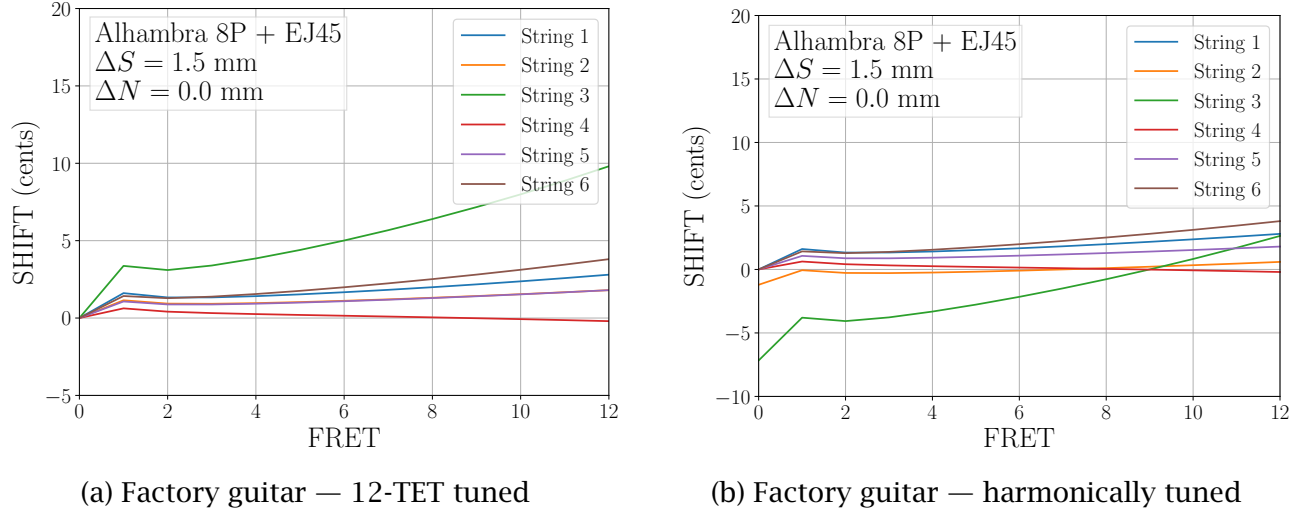 Alhambra 8P + EJ45
ΔS = 1.5 mm
ΔN = 0.0 mm
String 1
String 2
String 3
String 4
String 5
String 6
SHIFT (cents)
20
15
10
5
0
−5
0 2 4 6 8 10 12
FRET
(a) Factory guitar — 12-TET tuned
Alhambra 8P + EJ45
ΔS = 1.5 mm
ΔN = 0.0 mm
String 1
String 2
String 3
String 4
String 5
String 6
SHIFT (cents)
20
15
10
5
0
−5
−10
0 2 4 6 8 10 12
FRET
(b) Factory guitar — harmonically tuned